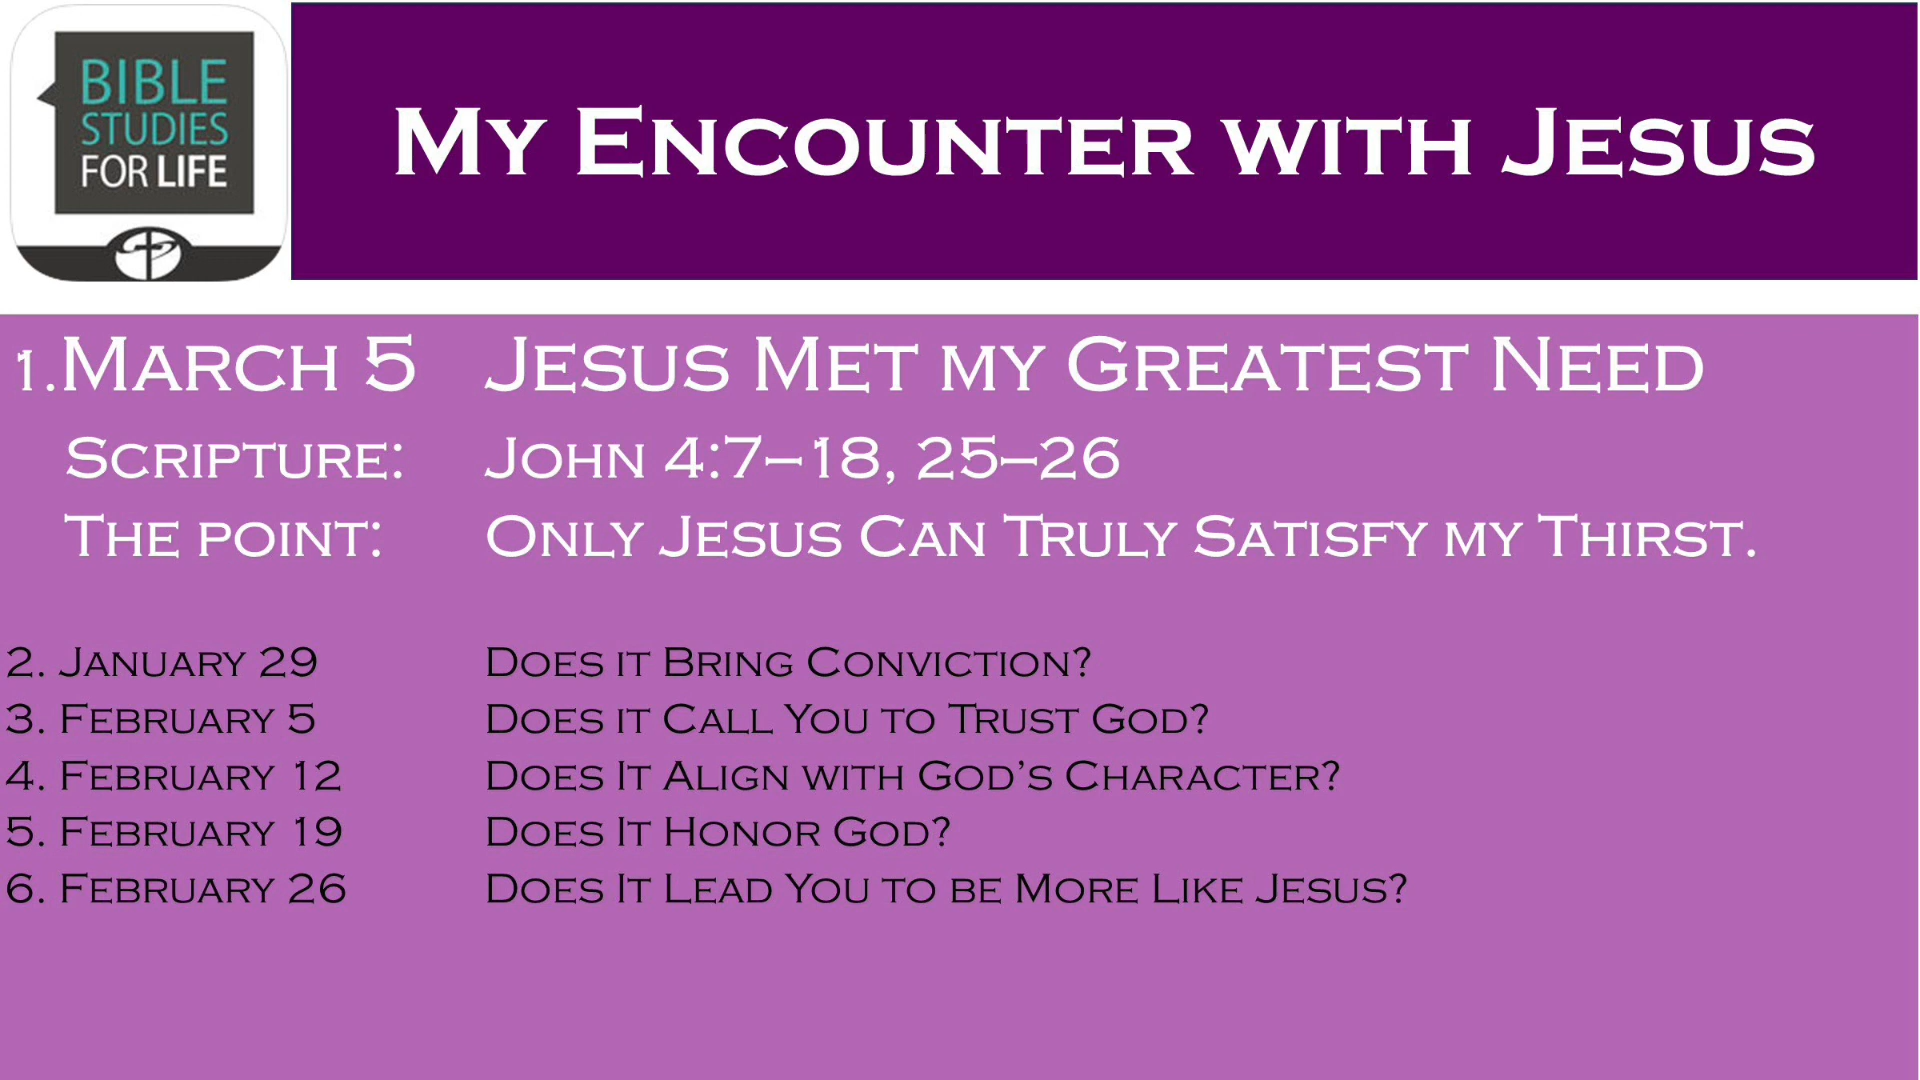 BIBLE
STUDIES
FOR LIFE
My Encounter with Jesus
1. March 5 Jesus Met my Greatest Need
Scripture: John 4:7–18, 25–26
The point: Only Jesus Can Truly Satisfy my Thirst.
2. January 29 Does it Bring Conviction?
3. February 5 Does it Call You to Trust God?
4. February 12 Does It Align with God’s Character?
5. February 19 Does It Honor God?
6. February 26 Does It Lead You to be More Like Jesus?